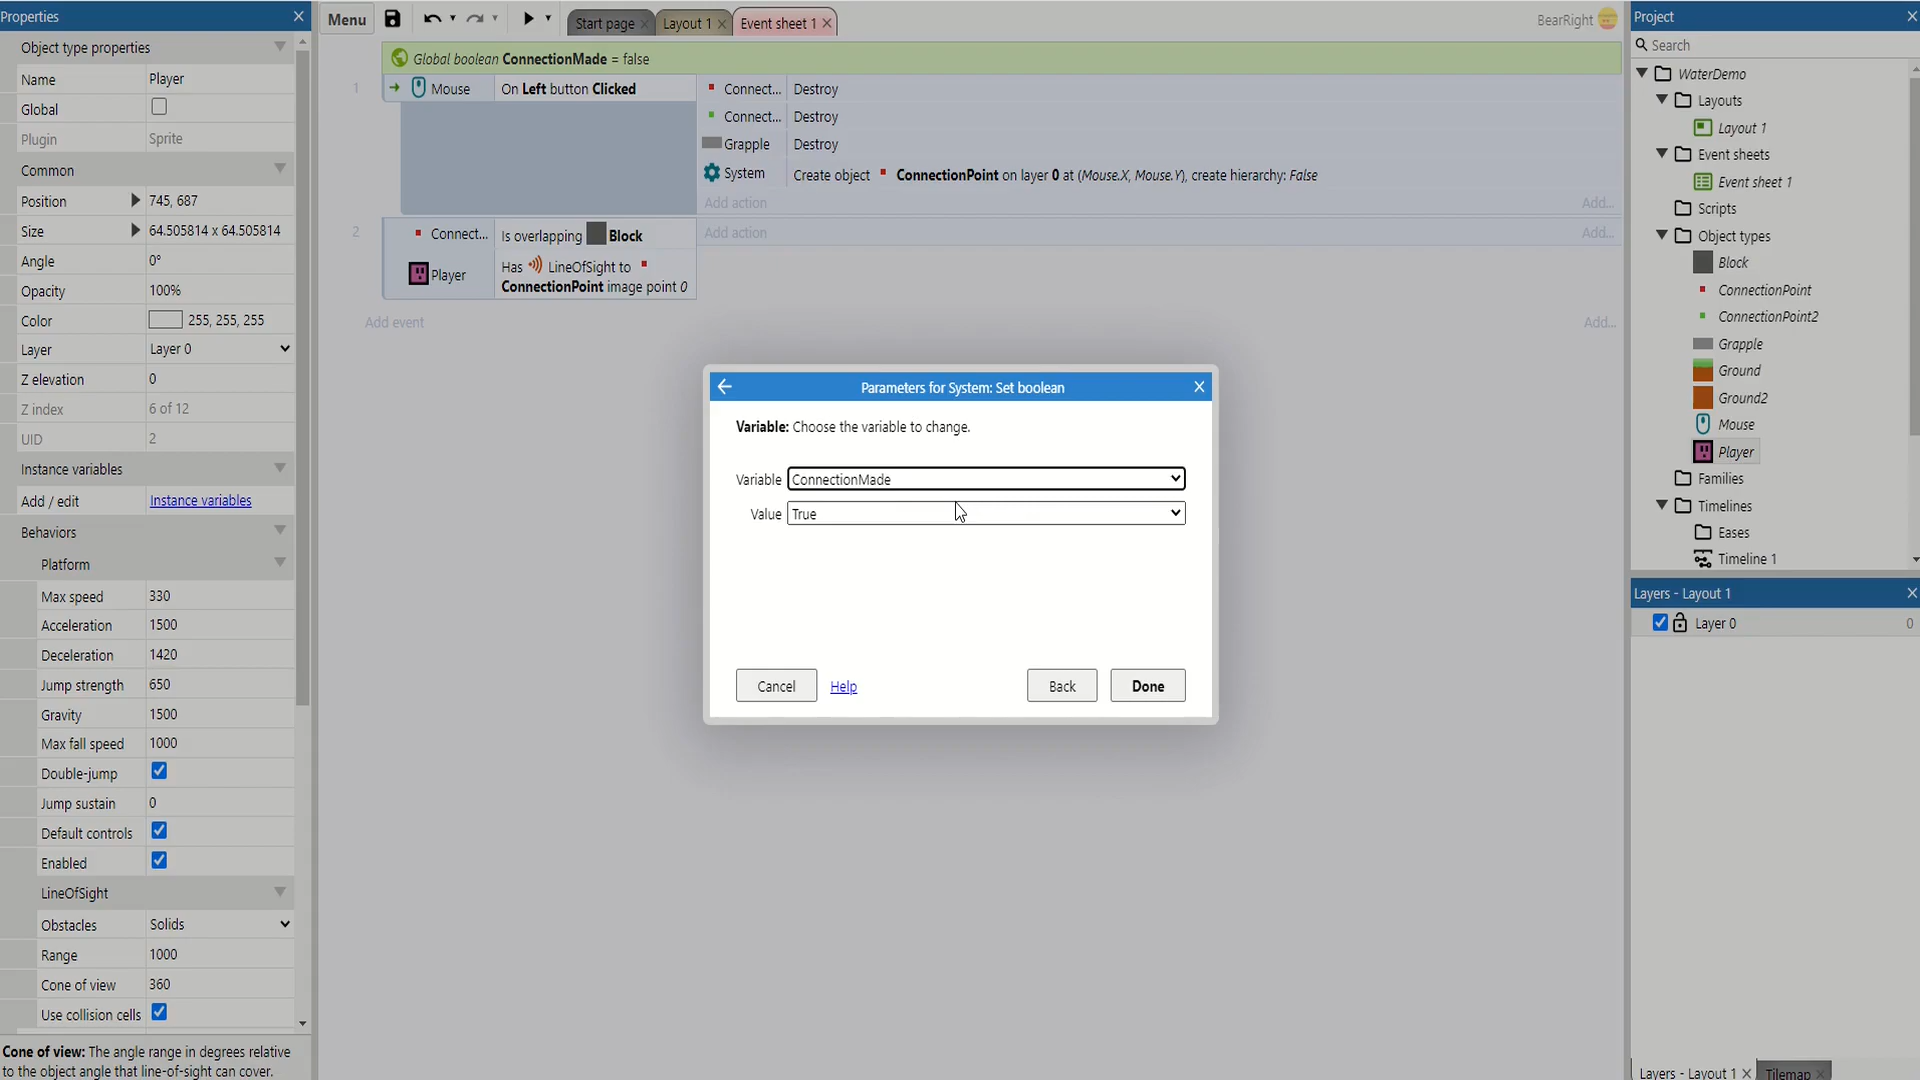 Properties
Object type properties
Name Player
Global
Plugin Sprite
Common
Position 745, 687
Size 64.505814 x 64.505814
Angle 0°
Opacity 100%
Color 255, 255, 255
Layer Layer 0
Z elevation 0
Z index 6 of 12
UID 2
Instance variables
Add / edit Instance variables
Behaviors
Platform
Max speed 330
Acceleration 1500
Deceleration 1420
Jump strength 650
Gravity 1500
Max fall speed 1000
Double-jump
Jump sustain 0
Default controls
Enabled
LineOfSight
Obstacles Solids
Range 1000
Cone of view 360
Use collision cells
Cone of view: The angle range in degrees relative
to the object angle that line-of-sight can cover.
Menu
Start page
Layout 1
Event sheet 1
BearRight
Global boolean ConnectionMade = false
1 Mouse On Left button Clicked
Connect... Destroy
Connect... Destroy
Grapple Destroy
System Create object ConnectionPoint on layer 0 at (Mouse.X, Mouse.Y), create hierarchy: False
Add action Add...
2 Connect... Is overlapping Block Add action Add...
Player Has LineOfSight to
ConnectionPoint image point 0
Add event Add...
Parameters for System: Set boolean
Variable: Choose the variable to change.
Variable ConnectionMade
Value True
Cancel Help Back Done
Project
Search
WaterDemo
Layouts
Layout 1
Event sheets
Event sheet 1
Scripts
Object types
Block
ConnectionPoint
ConnectionPoint2
Grapple
Ground
Ground2
Mouse
Player
Families
Timelines
Eases
Timeline 1
Layers - Layout 1
Layer 0 0
Layers - Layout 1 Tilemap